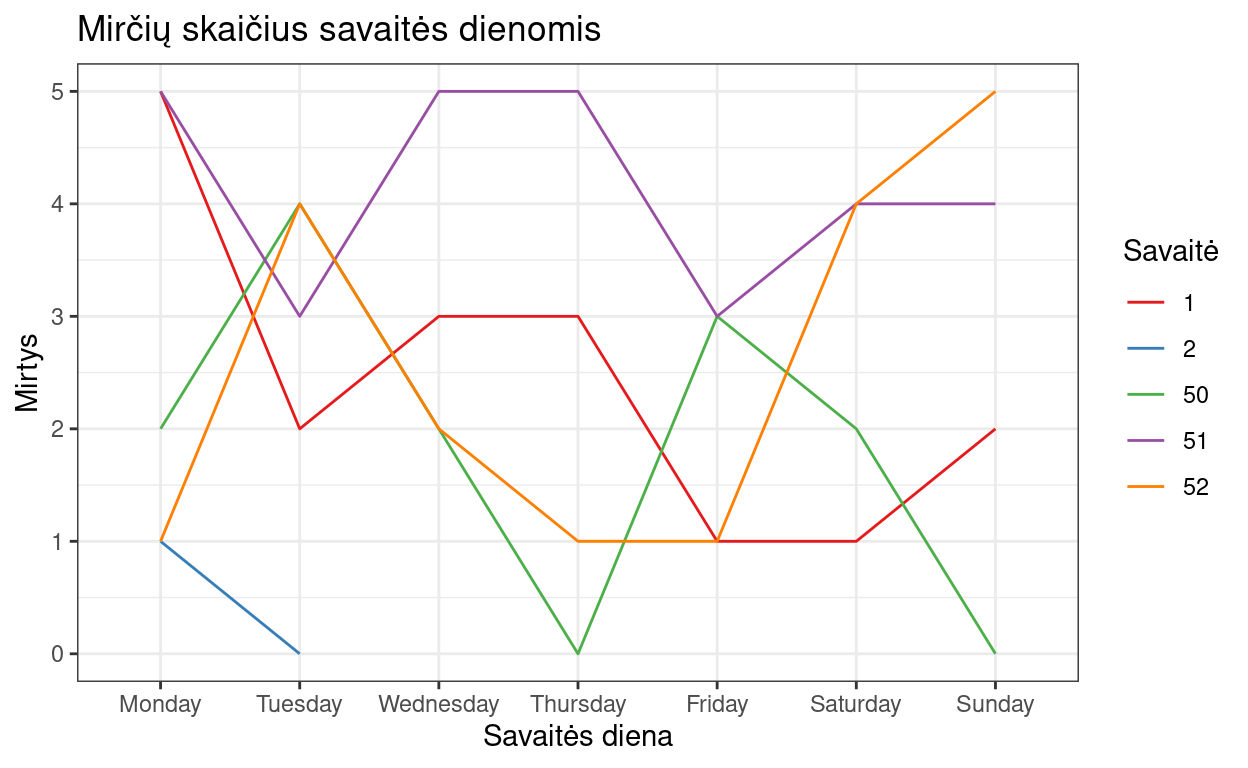 Mirčių skaičius savaitės dienomis
5
4
3
2
1
0
Mirtys
Monday Tuesday Wednesday Thursday Friday Saturday Sunday
Savaitės diena
Savaitė
1
2
50
51
52